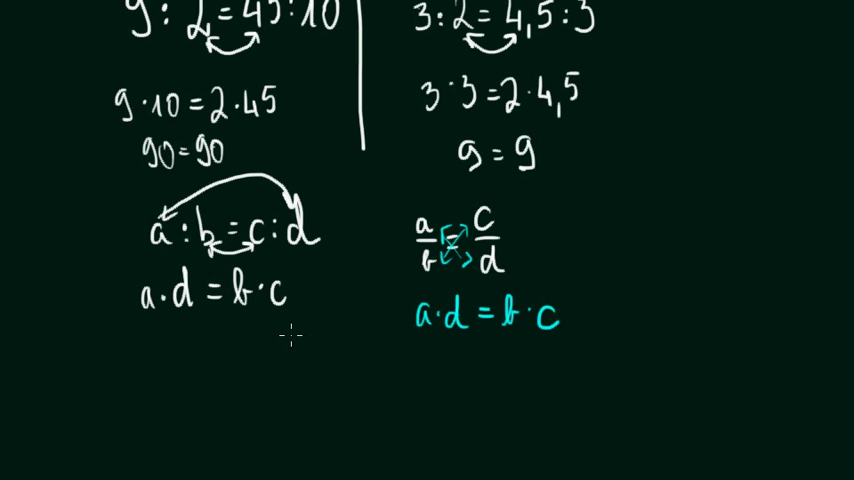 9:2=45:10
9·10=2·45
90=90
a:b=c:d
a·d=b·c
3:2=4,5:3
3·3=2·4,5
9=9
a/b=c/d
a·d=b·c